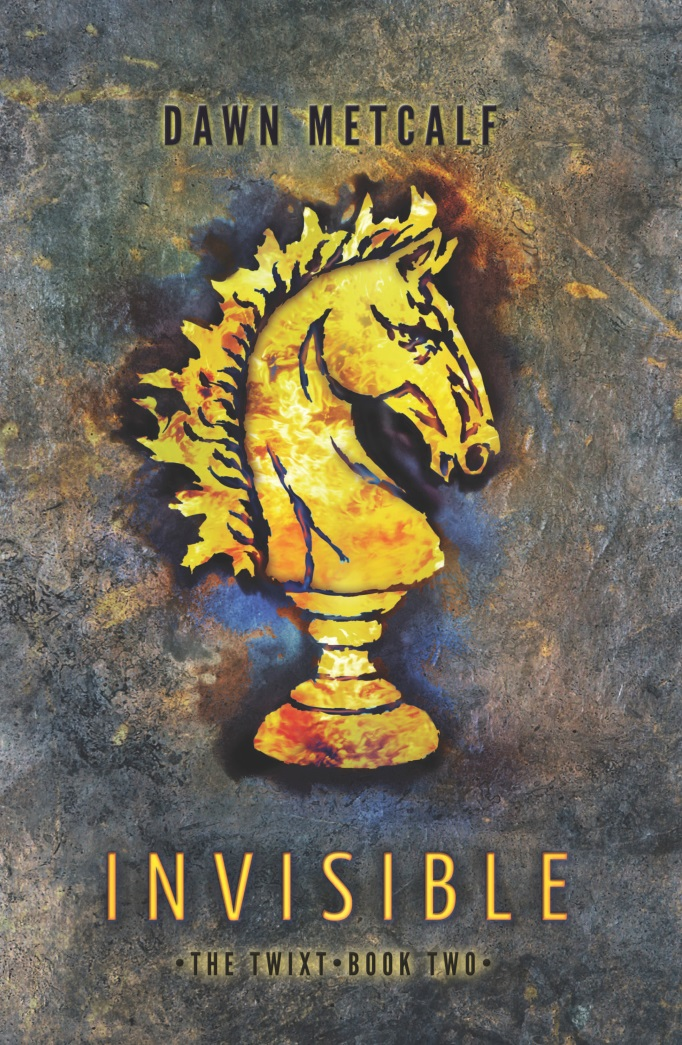 DAWN METCALF
INVISIBLE
•THE TWIXT•BOOK TWO•